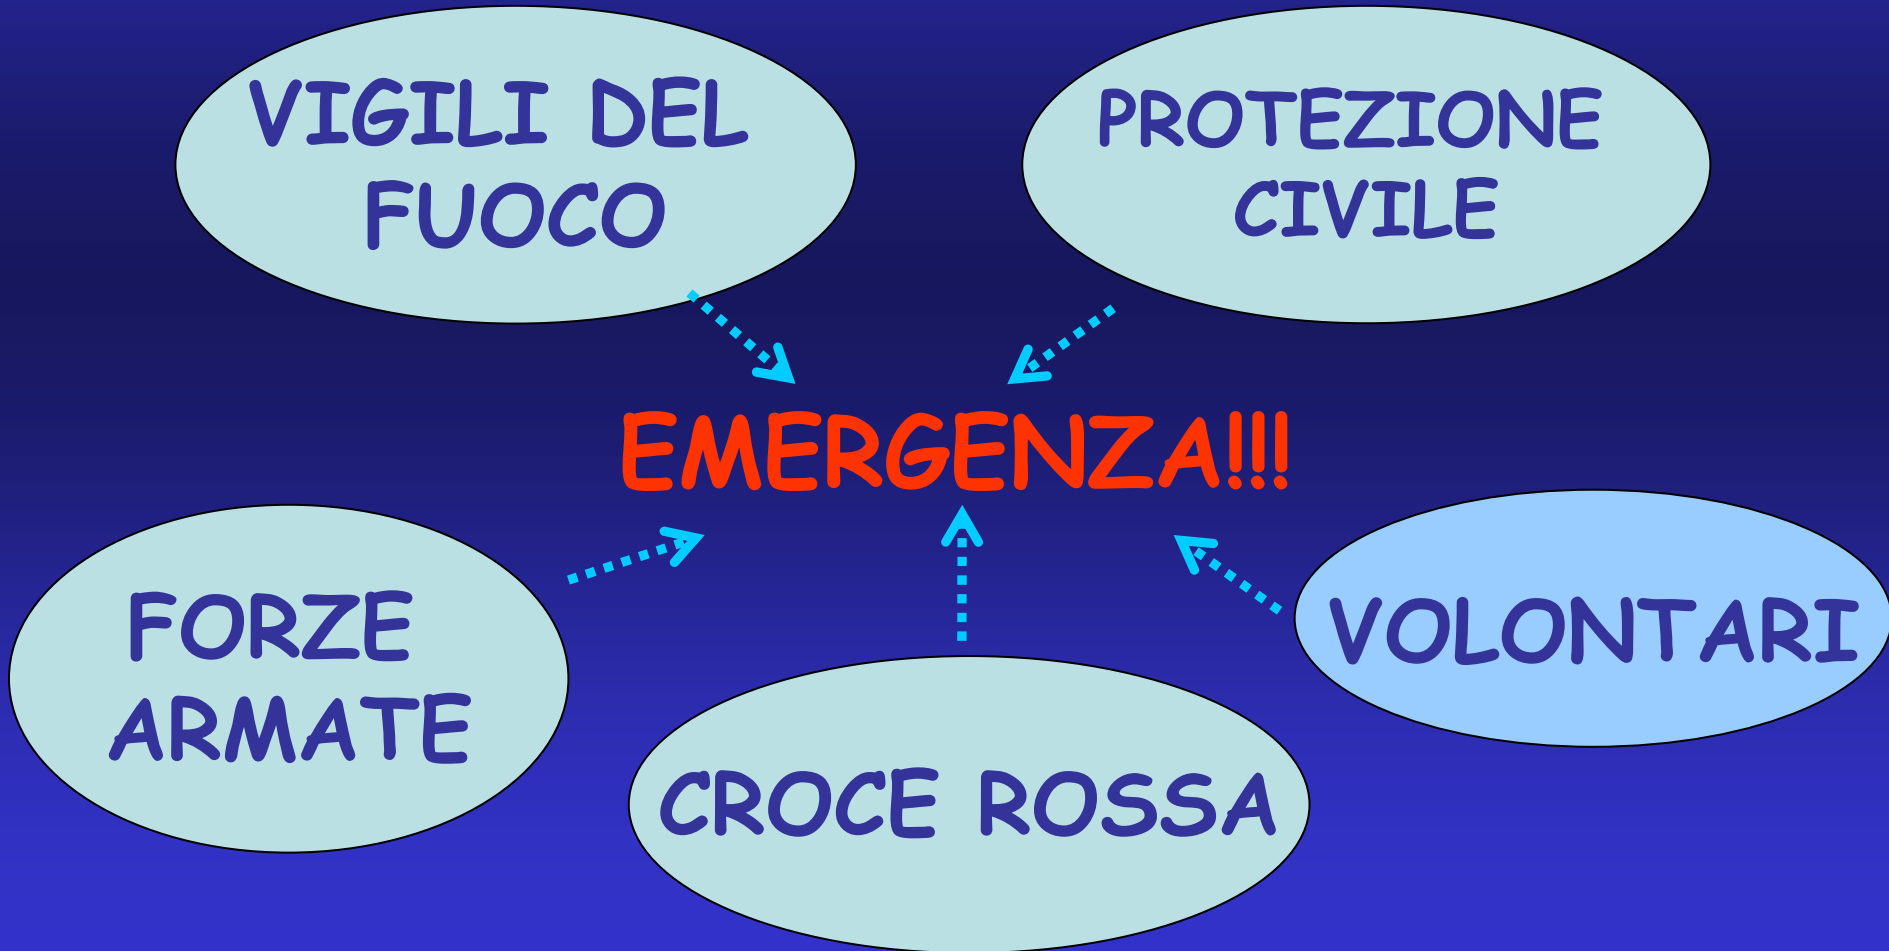 VIGILI DEL
FUOCO
PROTEZIONE
CIVILE
EMERGENZA!!!
FORZE
ARMATE
CROCE ROSSA
VOLONTARI